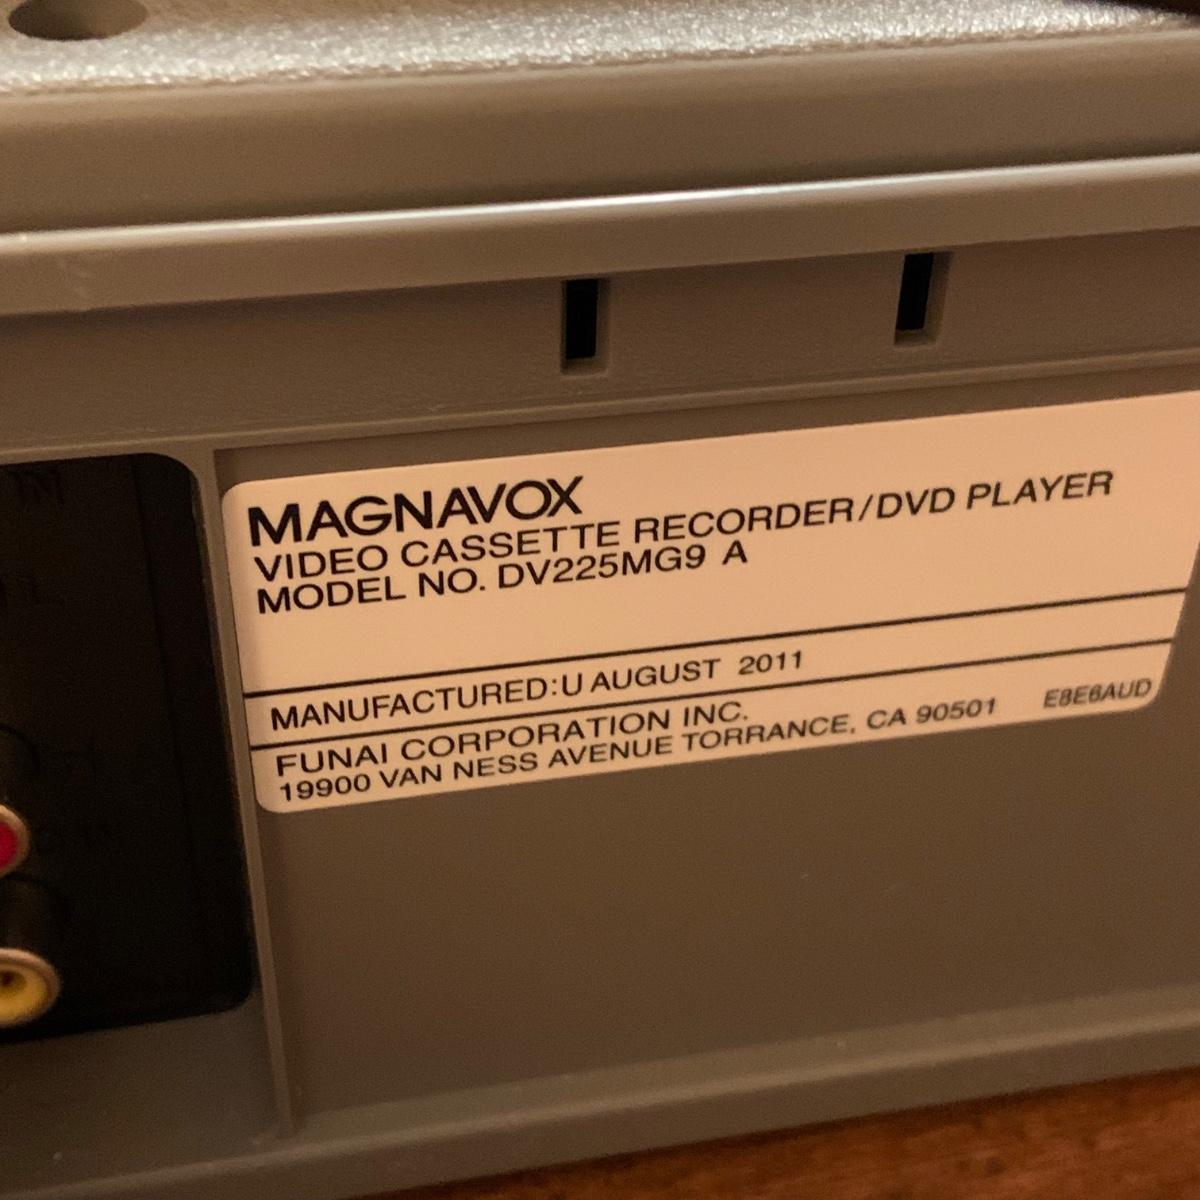 MAGNAVOX
VIDEO CASSETTE RECORDER/DVD PLAYER
MODEL NO. DV225MG9 A
MANUFACTURED:U AUGUST 2011
FUNAI CORPORATION INC.
19900 VAN NESS AVENUE TORRANCE, CA 90501 E8E6AUD